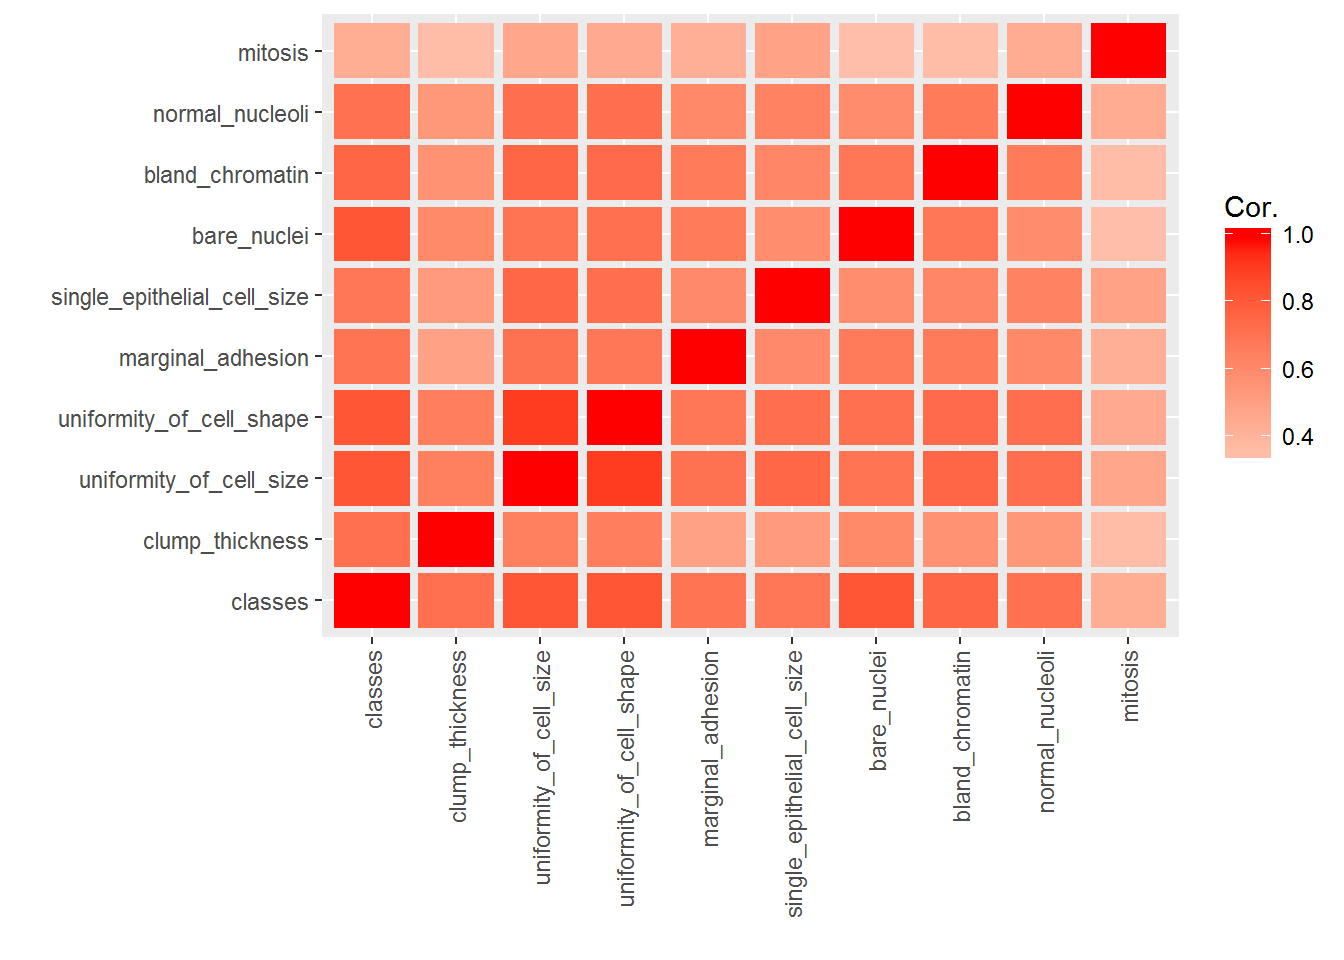 mitosis
normal_nucleoli
bland_chromatin
bare_nuclei
single_epithelial_cell_size
marginal_adhesion
uniformity_of_cell_shape
uniformity_of_cell_size
clump_thickness
classes
classes
clump_thickness
uniformity_of_cell_size
uniformity_of_cell_shape
marginal_adhesion
single_epithelial_cell_size
bare_nuclei
bland_chromatin
normal_nucleoli
mitosis
Cor.
1.0
0.8
0.6
0.4